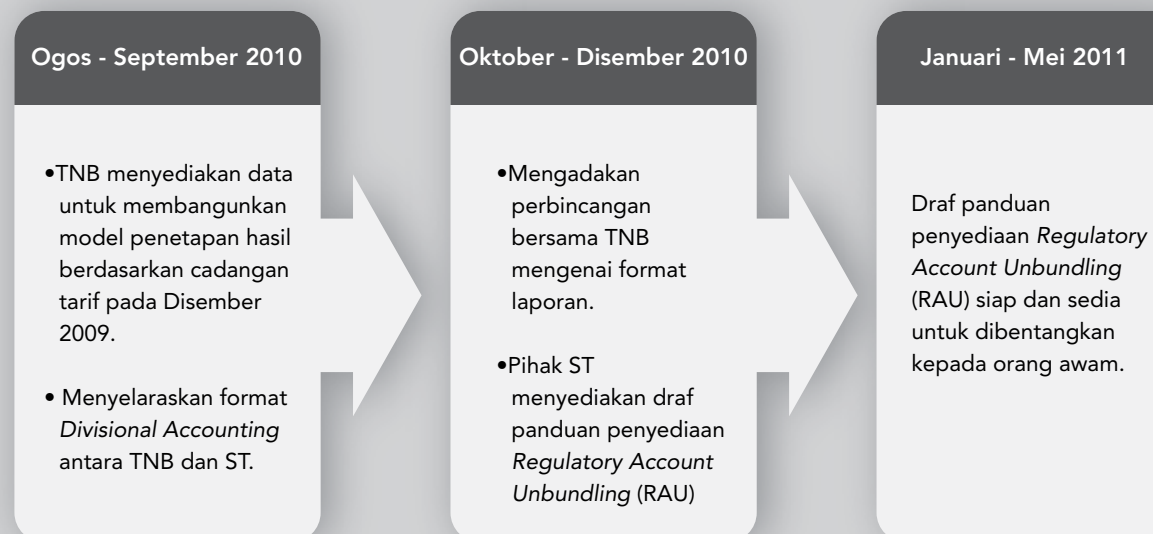 Ogos - September 2010
•TNB menyediakan data
untuk membangunkan
model penetapan hasil
berdasarkan cadangan
tarif pada Disember
2009.
• Menyelaraskan format
Divisional Accounting
antara TNB dan ST.
Oktober - Disember 2010
•Mengadakan
perbincangan
bersama TNB
mengenai format
laporan.
•Pihak ST
menyediakan draf
panduan penyediaan
Regulatory Account
Unbundling (RAU)
Januari - Mei 2011
Draf panduan
penyediaan Regulatory
Account Unbundling
(RAU) siap dan sedia
untuk dibentangkan
kepada orang awam.